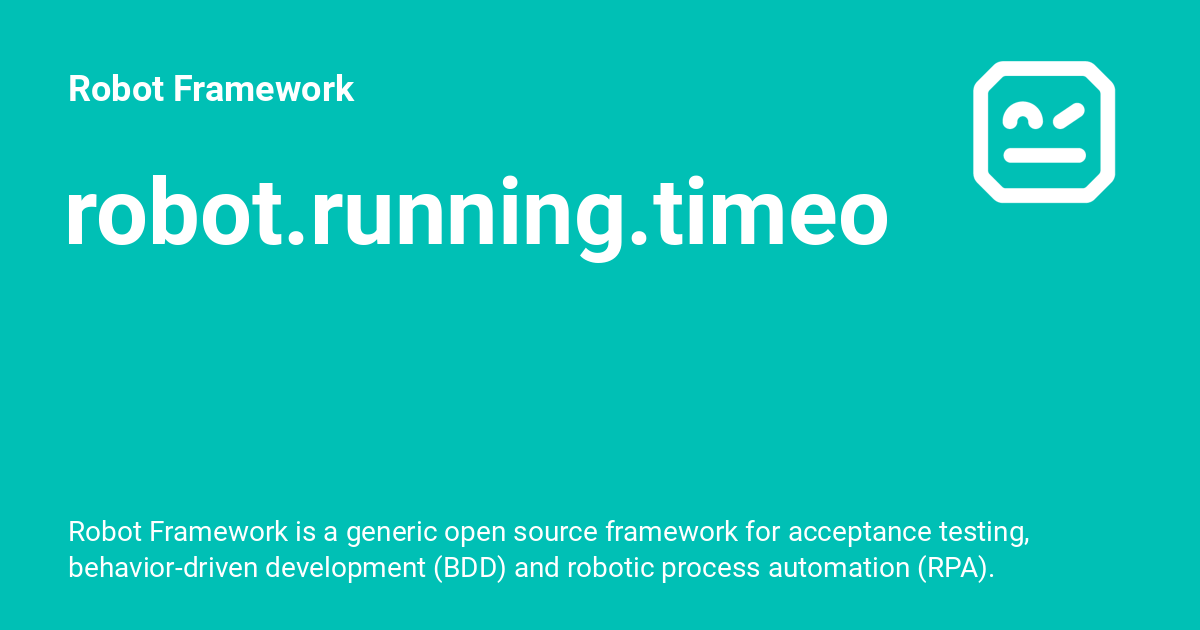 Robot Framework
robot.running.timeo
Robot Framework is a generic open source framework for acceptance testing,
behavior-driven development (BDD) and robotic process automation (RPA).